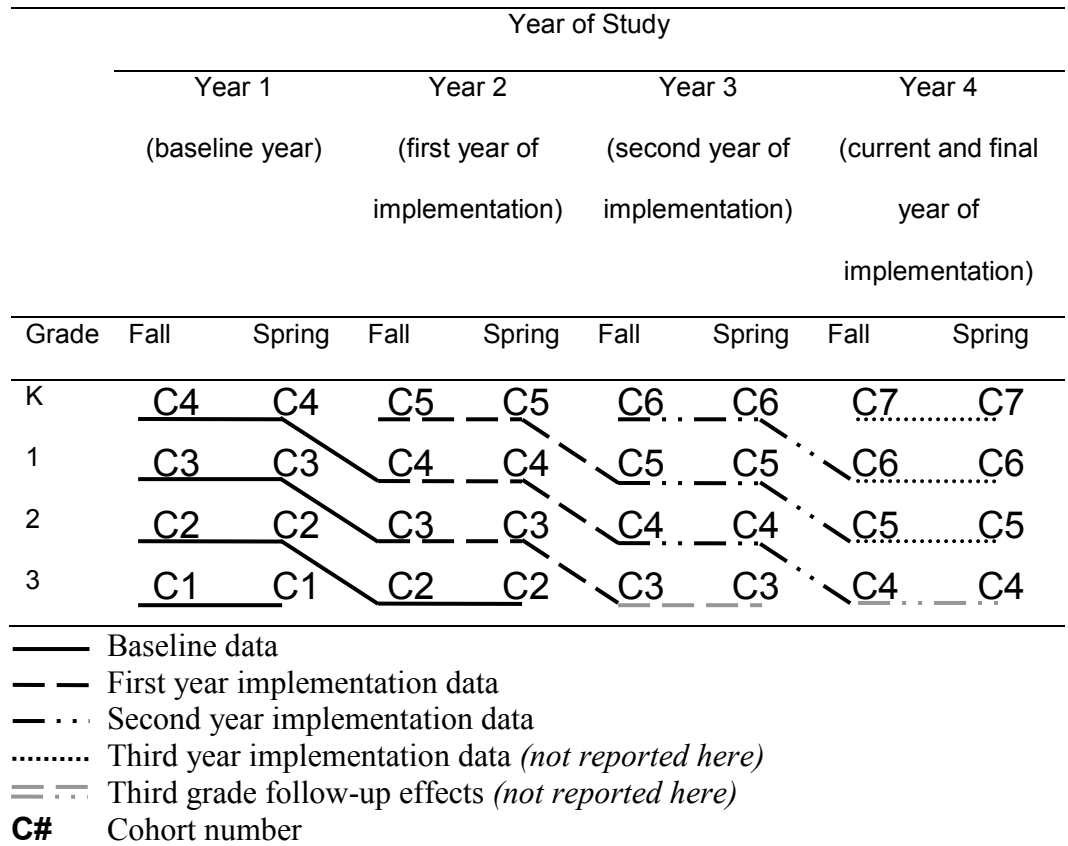 Year of Study
Year 1 Year 2 Year 3 Year 4
(baseline year) (first year of (second year of (current and final
implementation) implementation) year of
implementation)
Grade Fall Spring Fall Spring Fall Spring Fall Spring
K C4 C4 C5 C5 C6 C6 C7 C7
1 C3 C3 C4 C4 C5 C5 C6 C6
2 C2 C2 C3 C3 C4 C4 C5 C5
3 C1 C1 C2 C2 C3 C3 C4 C4
Baseline data
First year implementation data
Second year implementation data
Third year implementation data (not reported here)
Third grade follow-up effects (not reported here)
C# Cohort number